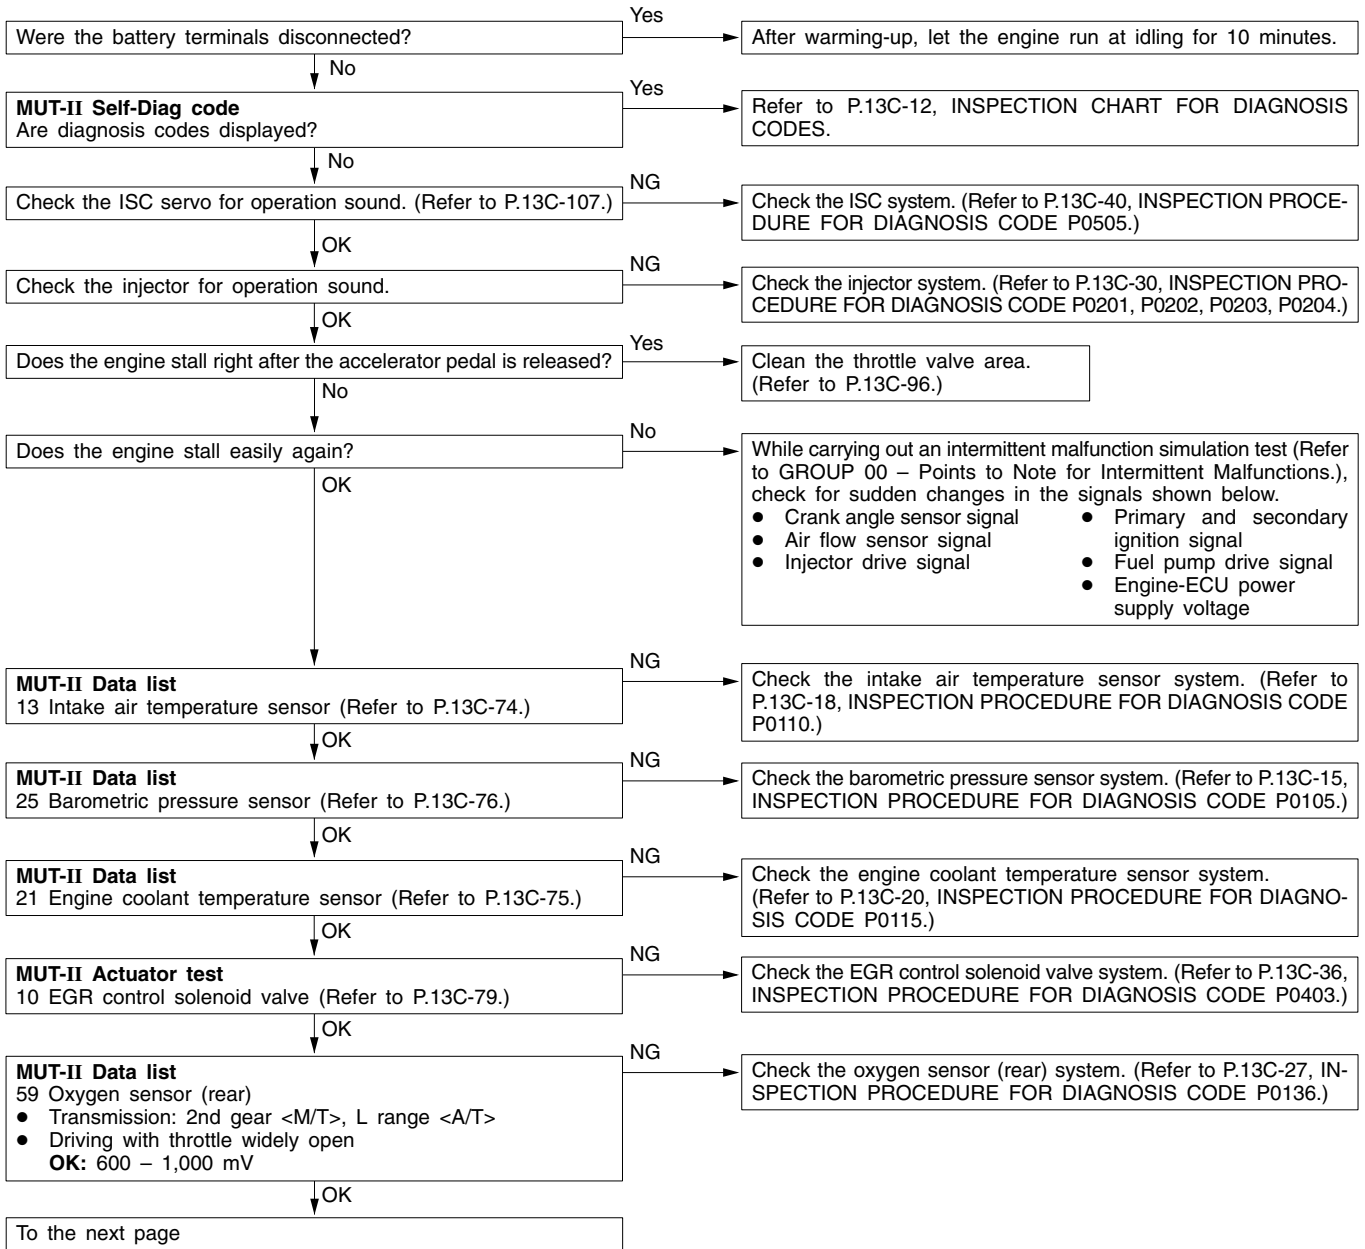 Were the battery terminals disconnected?
Yes
After warming-up, let the engine run at idling for 10 minutes.
No
MUT-II Self-Diag code
Are diagnosis codes displayed?
Yes
Refer to P.13C-12, INSPECTION CHART FOR DIAGNOSIS
CODES.
No
Check the ISC servo for operation sound. (Refer to P.13C-107.)
NG
Check the ISC system. (Refer to P.13C-40, INSPECTION PROCE-
DURE FOR DIAGNOSIS CODE P0505.)
OK
Check the injector for operation sound.
NG
Check the injector system. (Refer to P.13C-30, INSPECTION PRO-
CEDURE FOR DIAGNOSIS CODE P0201, P0202, P0203, P0204.)
OK
Does the engine stall right after the accelerator pedal is released?
Yes
Clean the throttle valve area.
(Refer to P.13C-96.)
No
Does the engine stall easily again?
No
While carrying out an intermittent malfunction simulation test (Refer
to GROUP 00 – Points to Note for Intermittent Malfunctions.),
check for sudden changes in the signals shown below.
● Crank angle sensor signal
● Air flow sensor signal
● Injector drive signal
● Primary and secondary
ignition signal
● Fuel pump drive signal
● Engine-ECU power
supply voltage
OK
MUT-II Data list
13 Intake air temperature sensor (Refer to P.13C-74.)
NG
Check the intake air temperature sensor system. (Refer to
P.13C-18, INSPECTION PROCEDURE FOR DIAGNOSIS CODE
P0110.)
OK
MUT-II Data list
25 Barometric pressure sensor (Refer to P.13C-76.)
NG
Check the barometric pressure sensor system. (Refer to P.13C-15,
INSPECTION PROCEDURE FOR DIAGNOSIS CODE P0105.)
OK
MUT-II Data list
21 Engine coolant temperature sensor (Refer to P.13C-75.)
NG
Check the engine coolant temperature sensor system.
(Refer to P.13C-20, INSPECTION PROCEDURE FOR DIAGNO-
SIS CODE P0115.)
OK
MUT-II Actuator test
10 EGR control solenoid valve (Refer to P.13C-79.)
NG
Check the EGR control solenoid valve system. (Refer to P.13C-36,
INSPECTION PROCEDURE FOR DIAGNOSIS CODE P0403.)
OK
MUT-II Data list
59 Oxygen sensor (rear)
● Transmission: 2nd gear <M/T>, L range <A/T>
● Driving with throttle widely open
OK: 600 – 1,000 mV
NG
Check the oxygen sensor (rear) system. (Refer to P.13C-27, IN-
SPECTION PROCEDURE FOR DIAGNOSIS CODE P0136.)
OK
To the next page